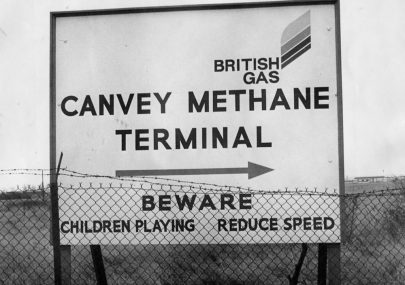 BRITISH
GAS
CANVEY METHANE
TERMINAL
BEWARE
CHILDREN PLAYING REDUCE SPEED